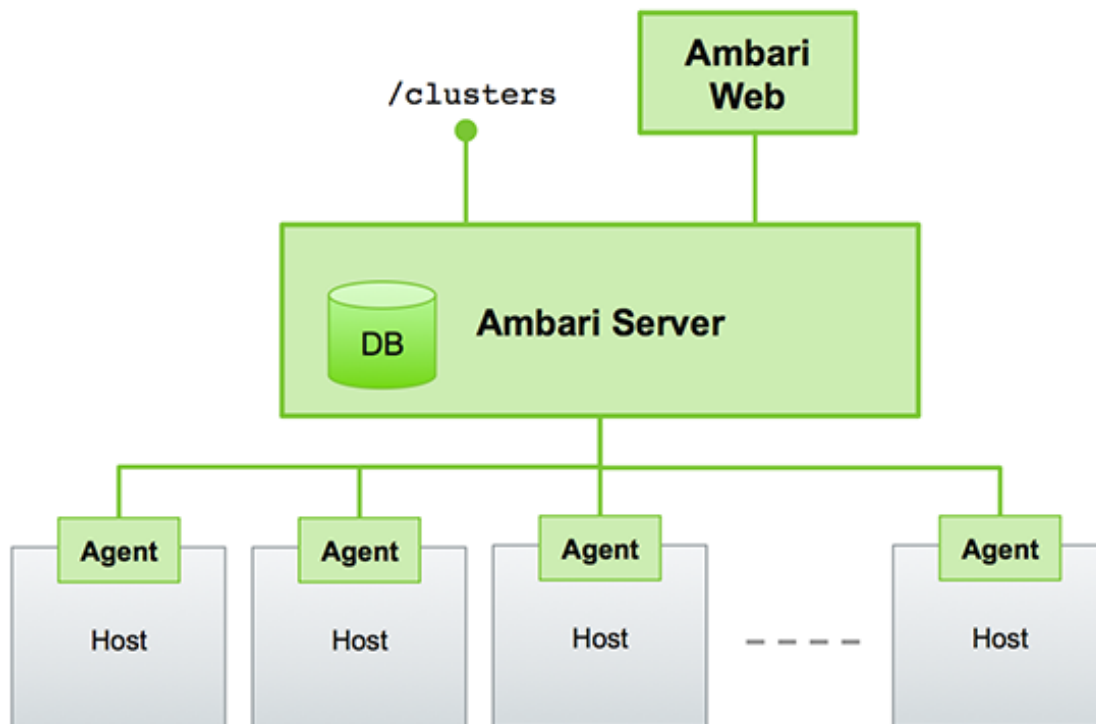 Ambari
Web
/clusters
DB
Ambari Server
Agent
Agent
Agent
Agent
Host
Host
Host
Host